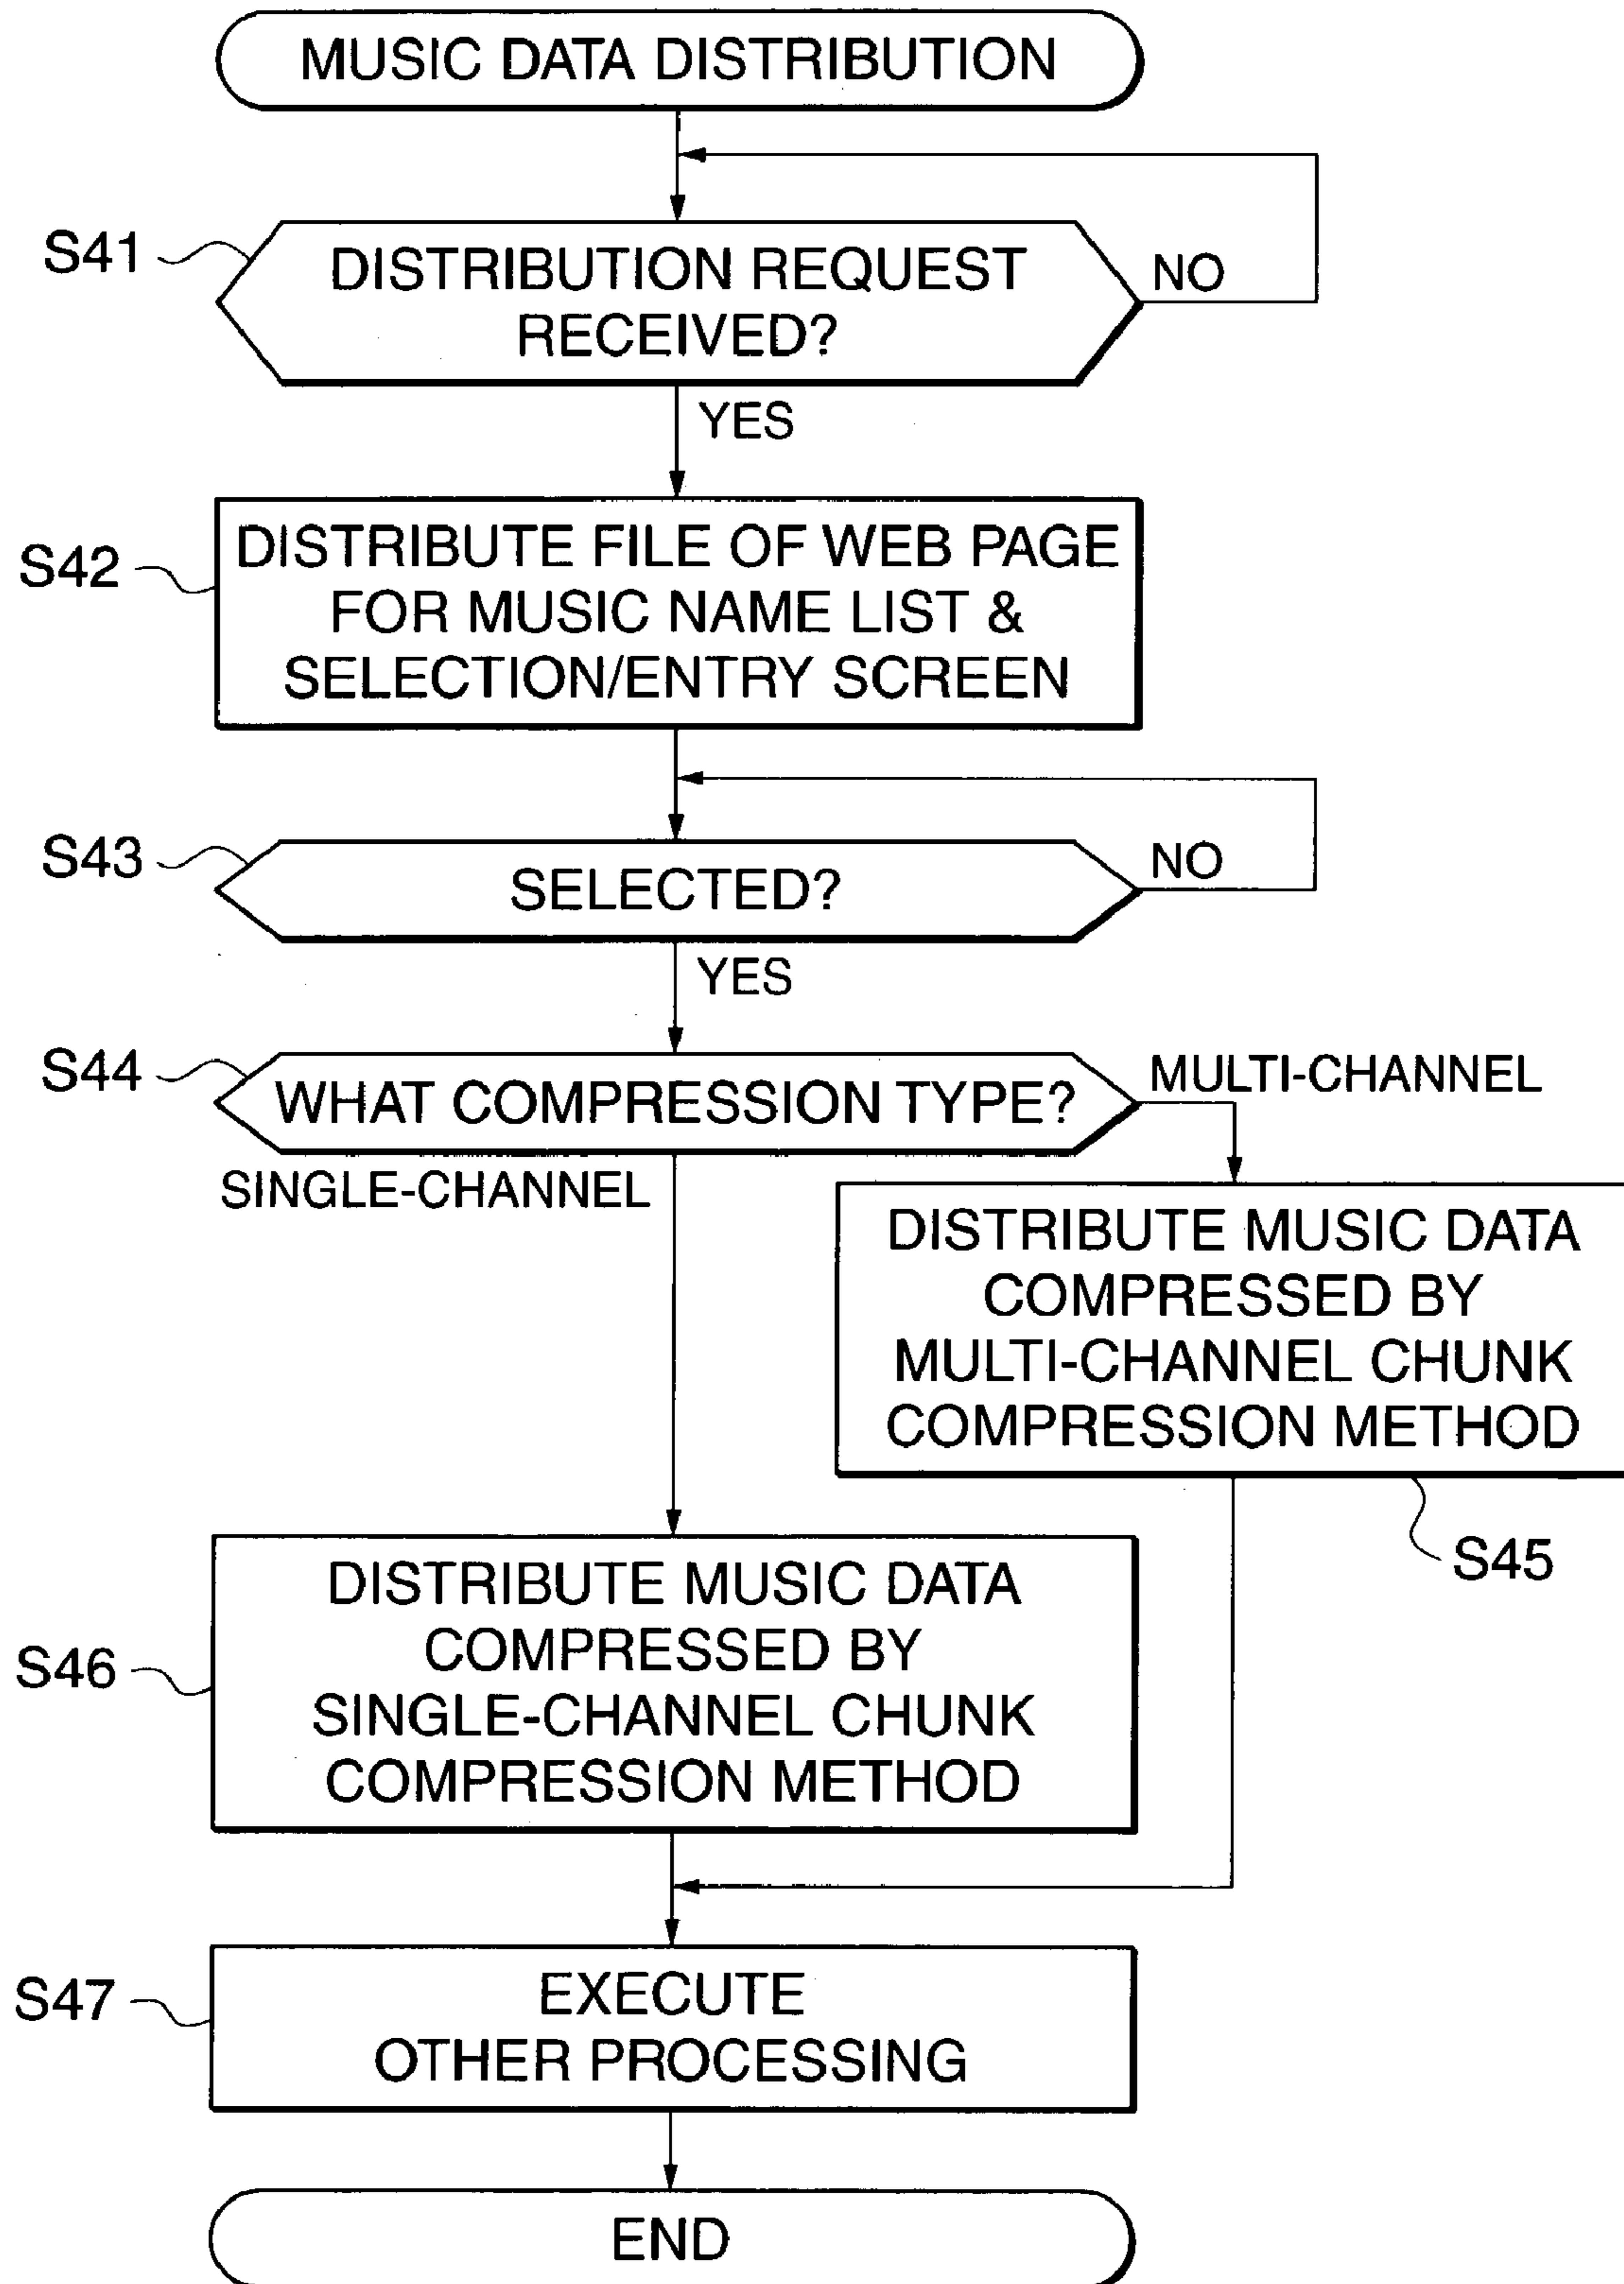 MUSIC DATA DISTRIBUTION
S41
DISTRIBUTION REQUEST
RECEIVED?
NO
YES
S42
DISTRIBUTE FILE OF WEB PAGE
FOR MUSIC NAME LIST &
SELECTION/ENTRY SCREEN
S43
SELECTED?
NO
YES
S44
WHAT COMPRESSION TYPE?
MULTI-CHANNEL
SINGLE-CHANNEL
DISTRIBUTE MUSIC DATA
COMPRESSED BY
MULTI-CHANNEL CHUNK
COMPRESSION METHOD
S45
S46
DISTRIBUTE MUSIC DATA
COMPRESSED BY
SINGLE-CHANNEL CHUNK
COMPRESSION METHOD
S47
EXECUTE
OTHER PROCESSING
END